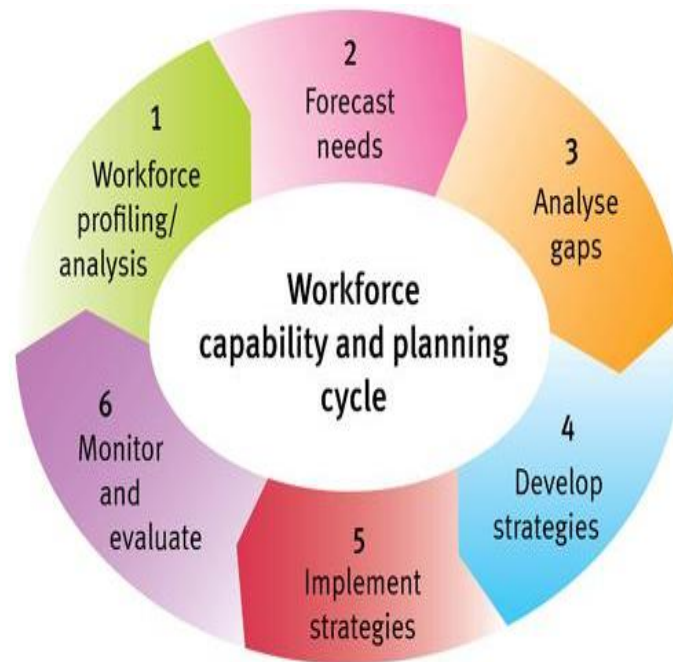 1
Workforce
profiling/
analysis
2
Forecast
needs
3
Analyse
gaps
4
Develop
strategies
5
Implement
strategies
6
Monitor
and
evaluate
Workforce
capability and planning
cycle